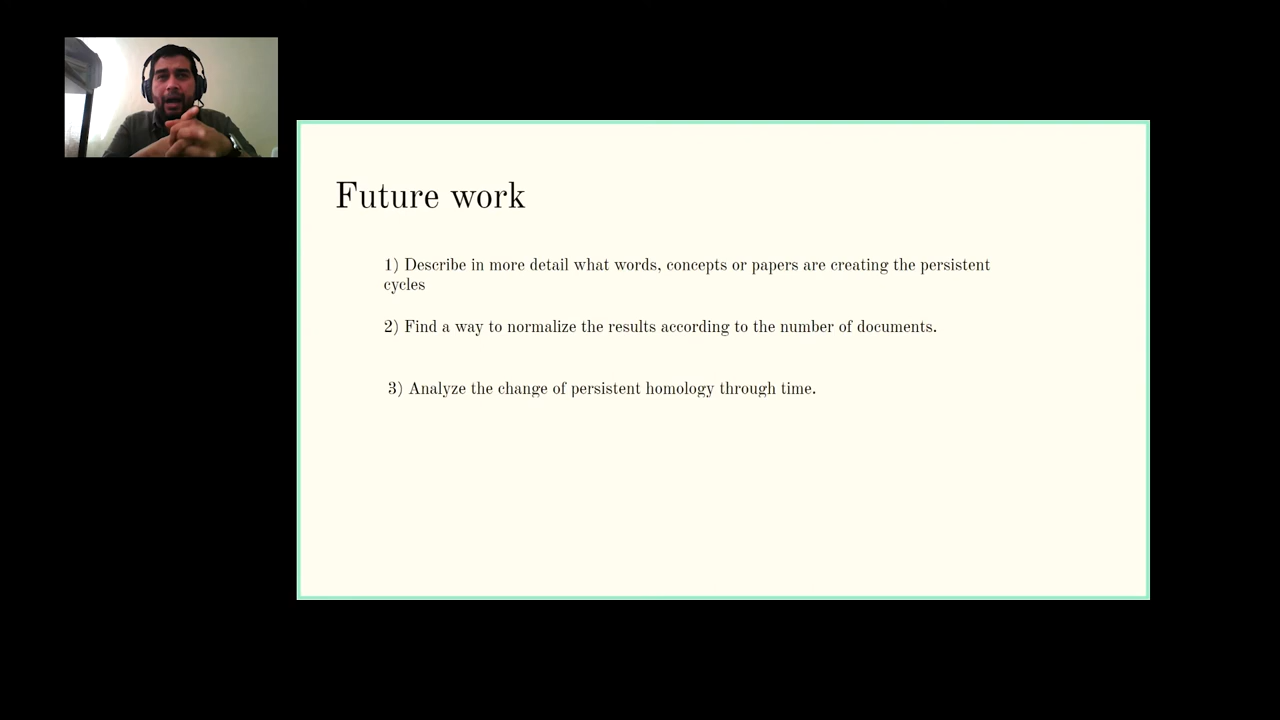 Future work
1) Describe in more detail what words, concepts or papers are creating the persistent
cycles
2) Find a way to normalize the results according to the number of documents.
3) Analyze the change of persistent homology through time.